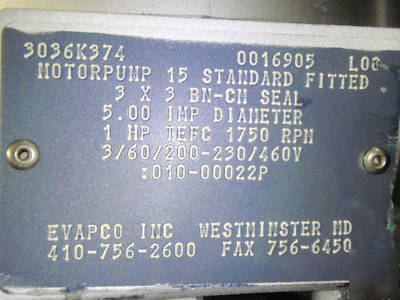 3036K374 0016905 L00
MOTORPUMP 15 STANDARD FITTED
3 X 3 BN-CN SEAL
5.00 IMP DIAMETER
1 HP TEFC 1750 RPM
3/60/200-230/460V
:010-00022P
EVAPCO INC WESTMINSTER MD
410-756-2600 FAX 756-6450